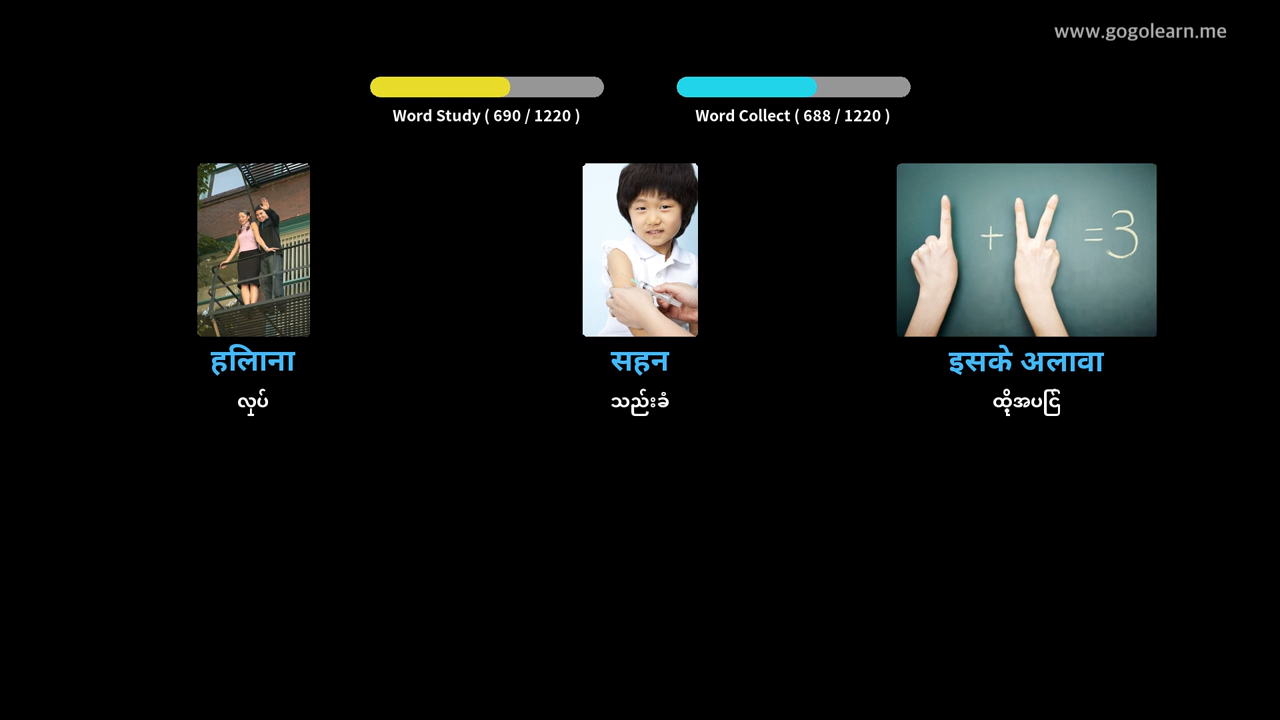 www.gogolearn.me
Word Study ( 690 / 1220 )
Word Collect ( 688 / 1220 )
+ =3
हलािना
လှုပ်
सहन
သည်းခံ
इसके अलावा
ထို့အပြင်